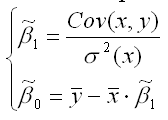 β̃₁ = Cov(x, y) / σ²(x)
β̃₀ = y̅ − x̅ · β̃₁